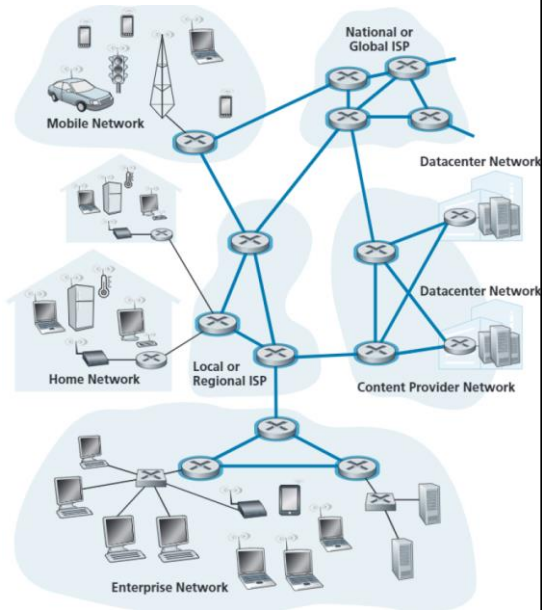 National or
Global ISP
Mobile Network
Datacenter Network
Datacenter Network
Home Network
Local or
Regional ISP
Content Provider Network
Enterprise Network